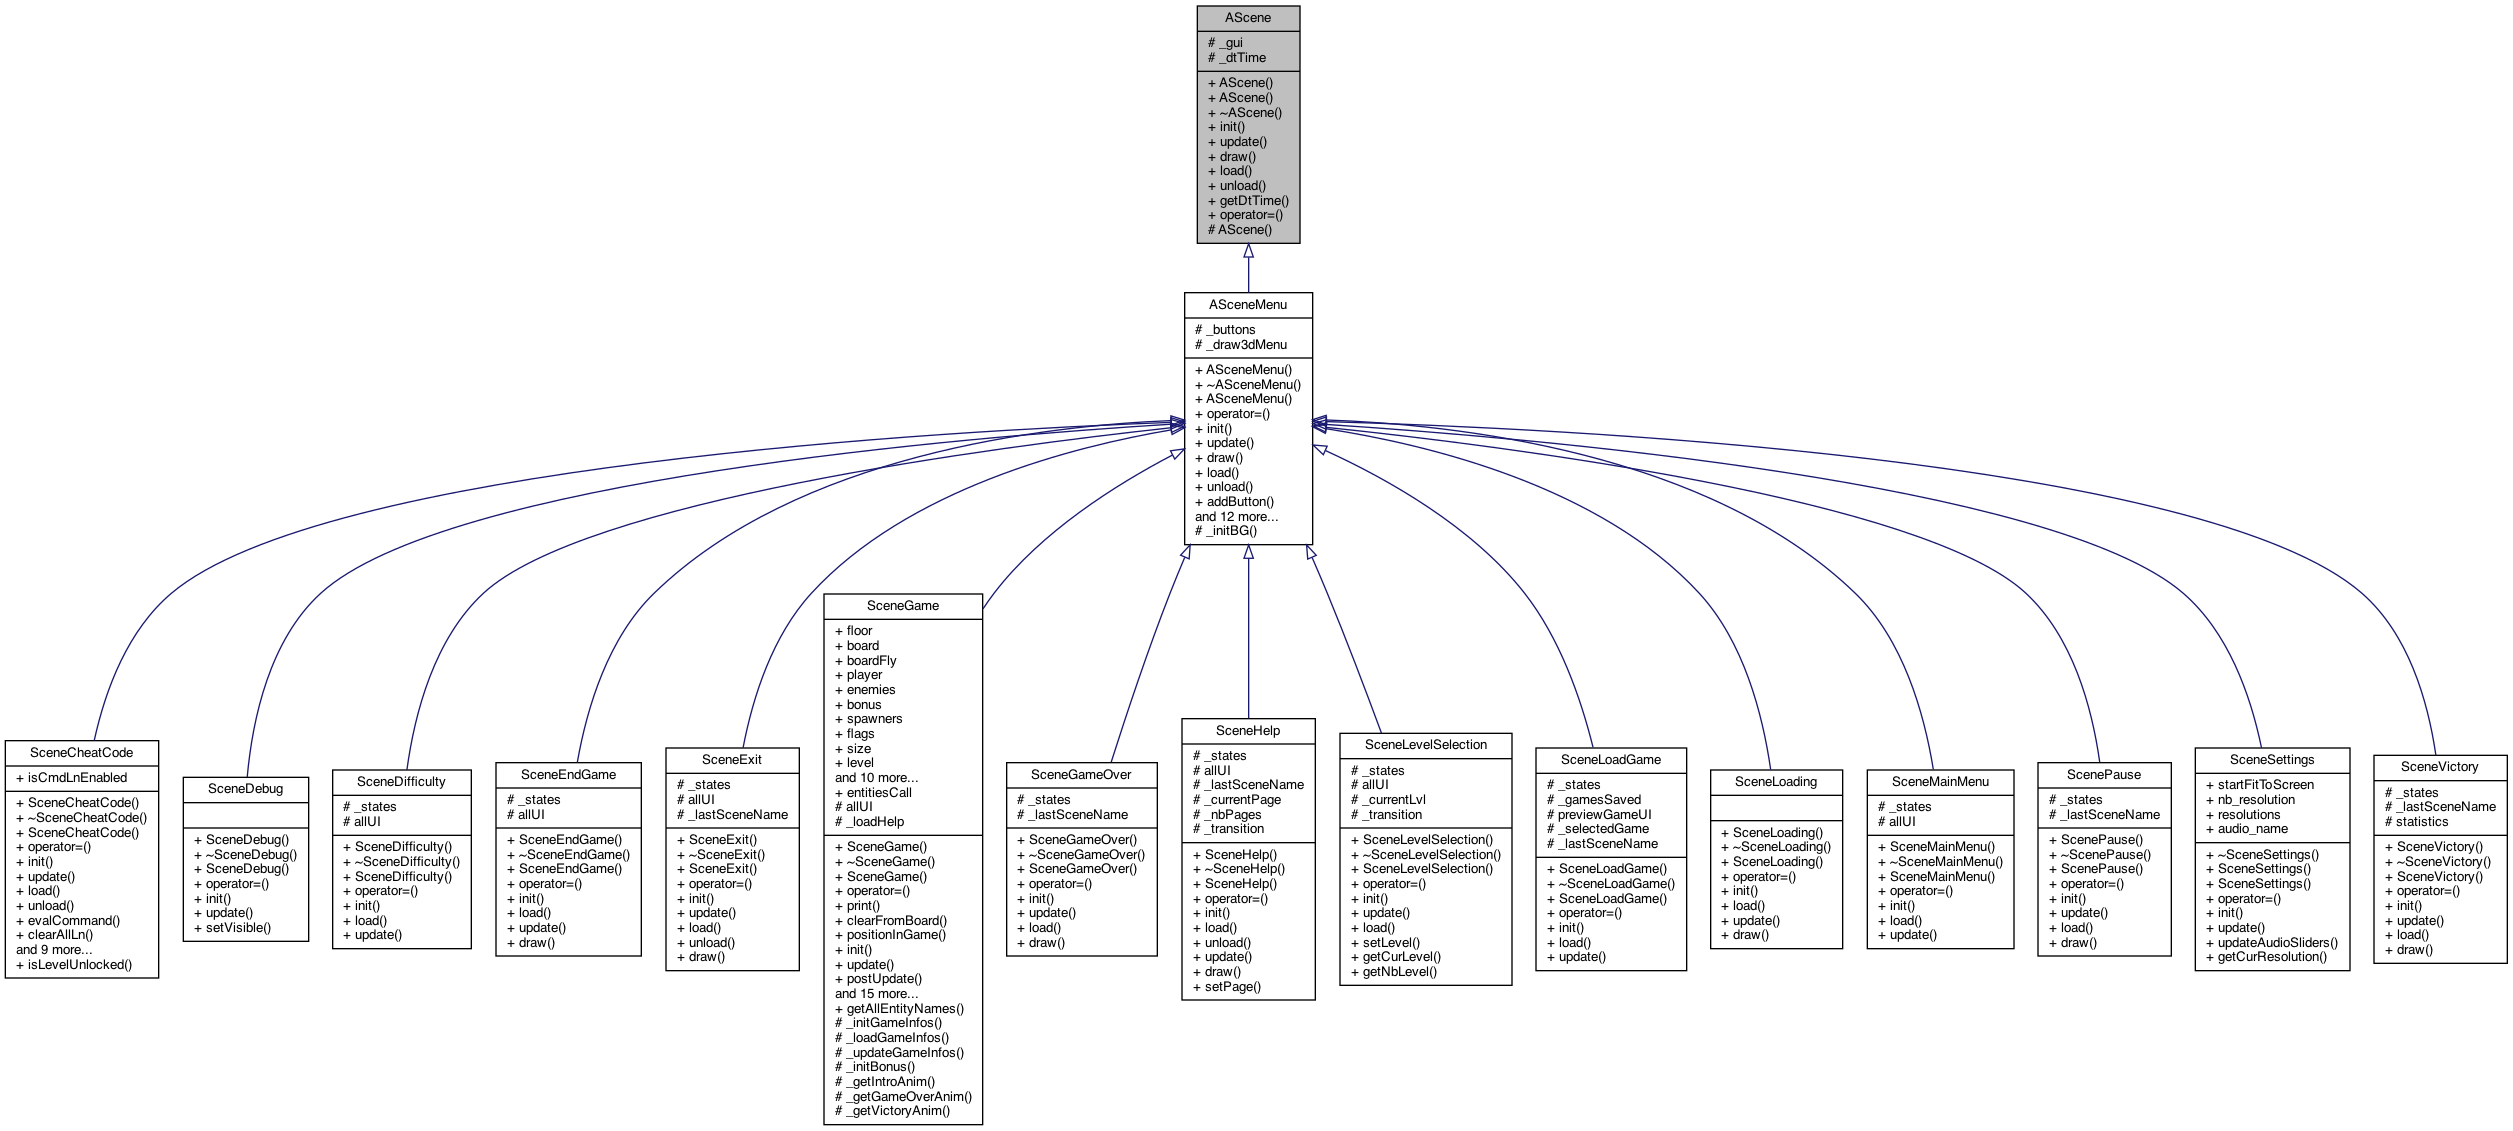 AScene
# _gui
# _dtTime
+ AScene()
+ AScene()
+ ~AScene()
+ init()
+ update()
+ draw()
+ load()
+ unload()
+ getDtTime()
+ operator=()
# AScene()
ASceneMenu
# _buttons
# _draw3dMenu
+ ASceneMenu()
+ ~ASceneMenu()
+ ASceneMenu()
+ operator=()
+ init()
+ update()
+ draw()
+ load()
+ unload()
+ addButton()
and 12 more...
# _initBG()
SceneCheatCode
+ isCmdLnEnabled
+ SceneCheatCode()
+ ~SceneCheatCode()
+ SceneCheatCode()
+ operator=()
+ init()
+ update()
+ load()
+ unload()
+ evalCommand()
+ clearAllLn()
and 9 more...
+ isLevelUnlocked()
SceneDebug
+ SceneDebug()
+ ~SceneDebug()
+ SceneDebug()
+ operator=()
+ init()
+ update()
+ setVisible()
SceneDifficulty
# _states
# allUI
+ SceneDifficulty()
+ ~SceneDifficulty()
+ SceneDifficulty()
+ operator=()
+ init()
+ load()
+ update()
SceneEndGame
# _states
# allUI
+ SceneEndGame()
+ ~SceneEndGame()
+ SceneEndGame()
+ operator=()
+ init()
+ load()
+ update()
+ draw()
SceneExit
# _states
# allUI
# _lastSceneName
+ SceneExit()
+ ~SceneExit()
+ SceneExit()
+ operator=()
+ init()
+ update()
+ load()
+ unload()
+ draw()
SceneGame
+ floor
+ board
+ boardFly
+ player
+ enemies
+ bonus
+ spawners
+ flags
+ size
+ level
and 10 more...
+ entitiesCall
# allUI
# _loadHelp
+ SceneGame()
+ ~SceneGame()
+ SceneGame()
+ operator=()
+ print()
+ clearFromBoard()
+ positionInGame()
+ init()
+ update()
+ postUpdate()
and 15 more...
+ getAllEntityNames()
# _initGameInfos()
# _loadGameInfos()
# _updateGameInfos()
# _initBonus()
# _getIntroAnim()
# _getGameOverAnim()
# _getVictoryAnim()
SceneGameOver
# _states
# _lastSceneName
+ SceneGameOver()
+ ~SceneGameOver()
+ SceneGameOver()
+ operator=()
+ init()
+ update()
+ load()
+ draw()
SceneHelp
# _states
# allUI
# _lastSceneName
# _currentPage
# _nbPages
# _transition
+ SceneHelp()
+ ~SceneHelp()
+ SceneHelp()
+ operator=()
+ init()
+ load()
+ unload()
+ update()
+ draw()
+ setPage()
SceneLevelSelection
# _states
# allUI
# _currentLvl
# _transition
+ SceneLevelSelection()
+ ~SceneLevelSelection()
+ SceneLevelSelection()
+ operator=()
+ init()
+ update()
+ load()
+ setLevel()
+ getCurLevel()
+ getNbLevel()
SceneLoadGame
# _states
# _gamesSaved
# previewGameUI
# _selectedGame
# _lastSceneName
+ SceneLoadGame()
+ ~SceneLoadGame()
+ SceneLoadGame()
+ operator=()
+ init()
+ load()
+ update()
SceneLoading
+ SceneLoading()
+ ~SceneLoading()
+ SceneLoading()
+ operator=()
+ init()
+ load()
+ update()
+ draw()
SceneMainMenu
# _states
# allUI
+ SceneMainMenu()
+ ~SceneMainMenu()
+ SceneMainMenu()
+ operator=()
+ init()
+ load()
+ update()
ScenePause
# _states
# _lastSceneName
+ ScenePause()
+ ~ScenePause()
+ ScenePause()
+ operator=()
+ init()
+ update()
+ load()
+ draw()
SceneSettings
+ startFitToScreen
+ nb_resolution
+ resolutions
+ audio_name
+ ~SceneSettings()
+ SceneSettings()
+ SceneSettings()
+ operator=()
+ init()
+ update()
+ updateAudioSliders()
+ getCurResolution()
SceneVictory
# _states
# _lastSceneName
# statistics
+ SceneVictory()
+ ~SceneVictory()
+ SceneVictory()
+ operator=()
+ init()
+ update()
+ load()
+ draw()